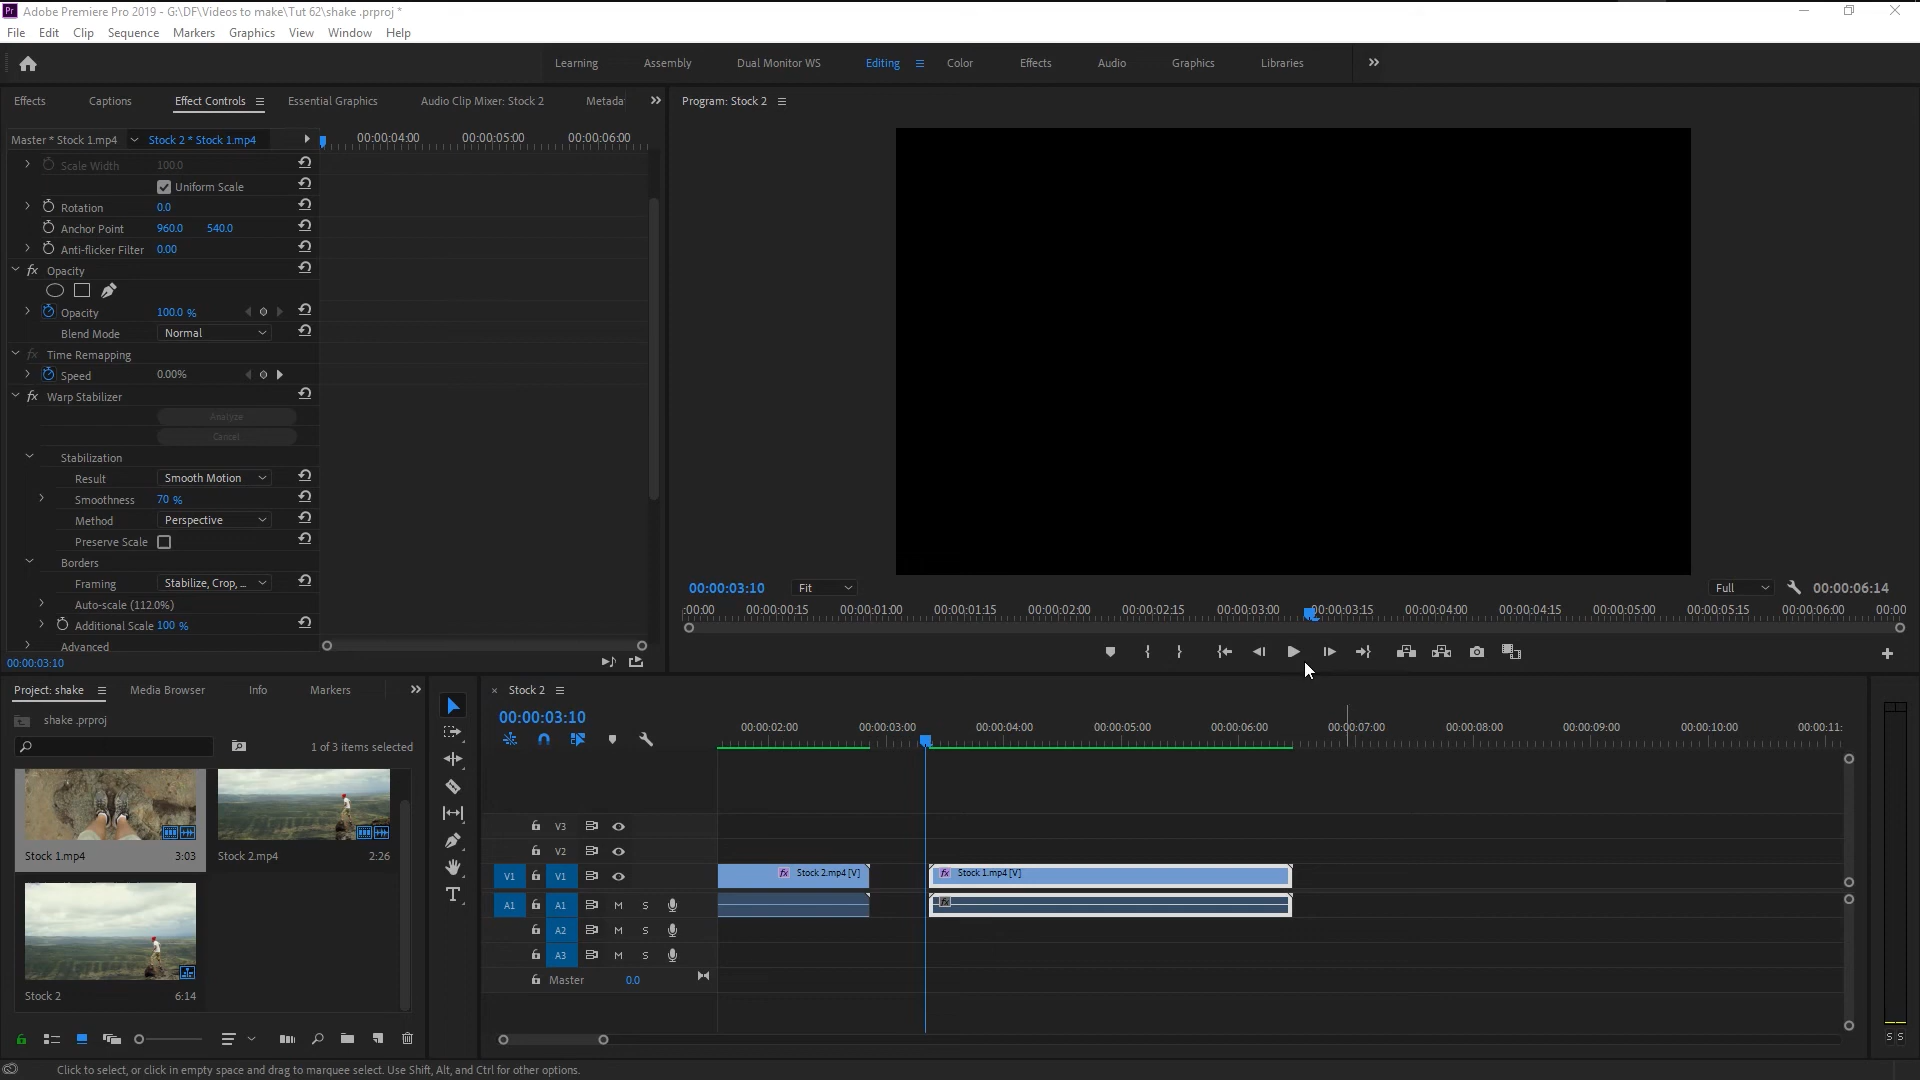 Adobe Premiere Pro 2019 - G:\DF\Videos to make\Tut 62\shake .prproj *
File Edit Clip Sequence Markers Graphics View Window Help
Learning Assembly Dual Monitor WS Editing Color Effects Audio Graphics Libraries
Effects Captions Effect Controls Essential Graphics Audio Clip Mixer: Stock 2 Metada
Program: Stock 2
Master * Stock 1.mp4 Stock 2 * Stock 1.mp4 00:00:04:00 00:00:05:00 00:00:06:00
Scale Width 100.0
Uniform Scale
Rotation 0.0
Anchor Point 960.0 540.0
Anti-flicker Filter 0.00
fx Opacity
Opacity 100.0 %
Blend Mode Normal
fx Time Remapping
Speed 0.00%
fx Warp Stabilizer
Analyze
Cancel
Stabilization
Result Smooth Motion
Smoothness 70 %
Method Perspective
Preserve Scale
Borders
Framing Stabilize, Crop, ...
Auto-scale (112.0%)
Additional Scale 100 %
Advanced
00:00:03:10
00:00:03:10 Fit Full 00:00:06:14
:00:00 00:00:00:15 00:00:01:00 00:00:01:15 00:00:02:00 00:00:02:15 00:00:03:00 00:00:03:15 00:00:04:00 00:00:04:15 00:00:05:00 00:00:05:15 00:00:06:00 00:00
Project: shake Media Browser Info Markers
shake .prproj
1 of 3 items selected
Stock 1.mp4 3:03 Stock 2.mp4 2:26
Stock 2 6:14
× Stock 2
00:00:03:10
00:00:02:00 00:00:03:00 00:00:04:00 00:00:05:00 00:00:06:00 00:00:07:00 00:00:08:00 00:00:09:00 00:00:10:00 00:00:11:
V3
V2
V1 V1 fx Stock 2.mp4 [V] fx Stock 1.mp4 [V]
A1 A1 M S fx
A2 M S
A3 M S
Master 0.0
S S
Click to select, or click in empty space and drag to marquee select. Use Shift, Alt, and Ctrl for other options.